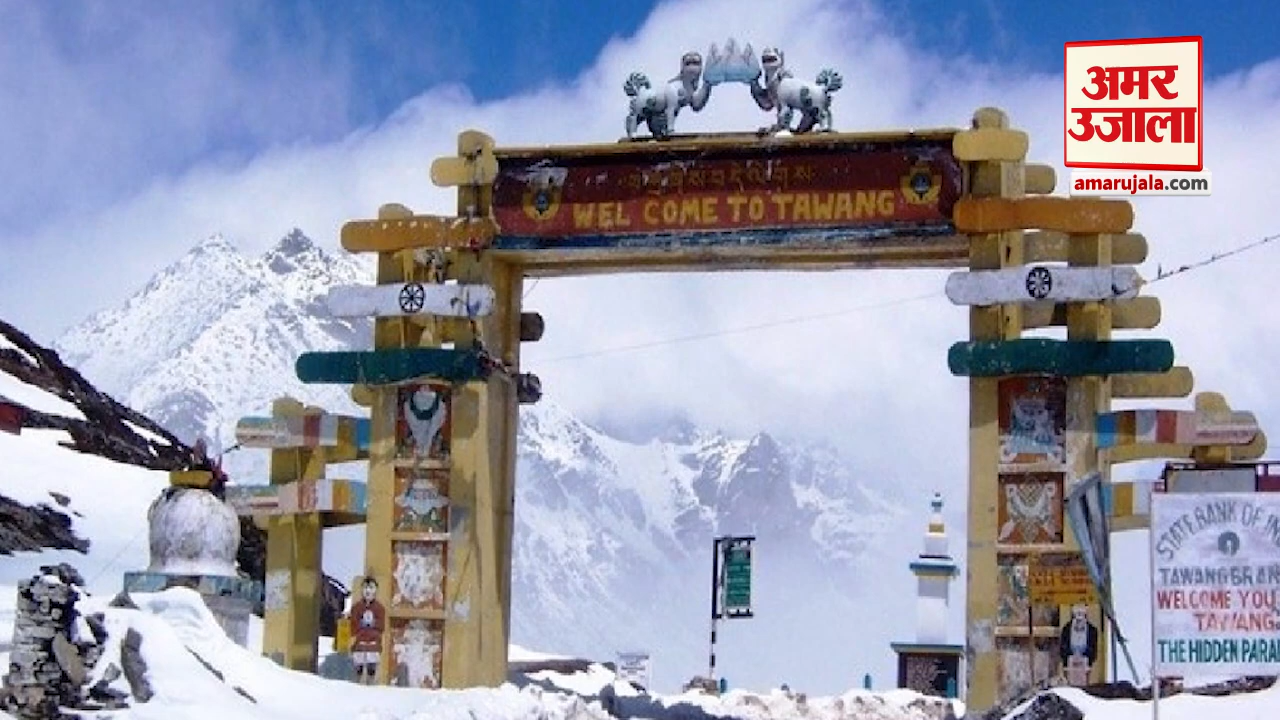 अमर
उजाला
amarujala.com
WEL COME TO TAWANG
STATE BANK OF IN
TAWANG BRAN
WELCOME YOU
TAWANG
THE HIDDEN PARA